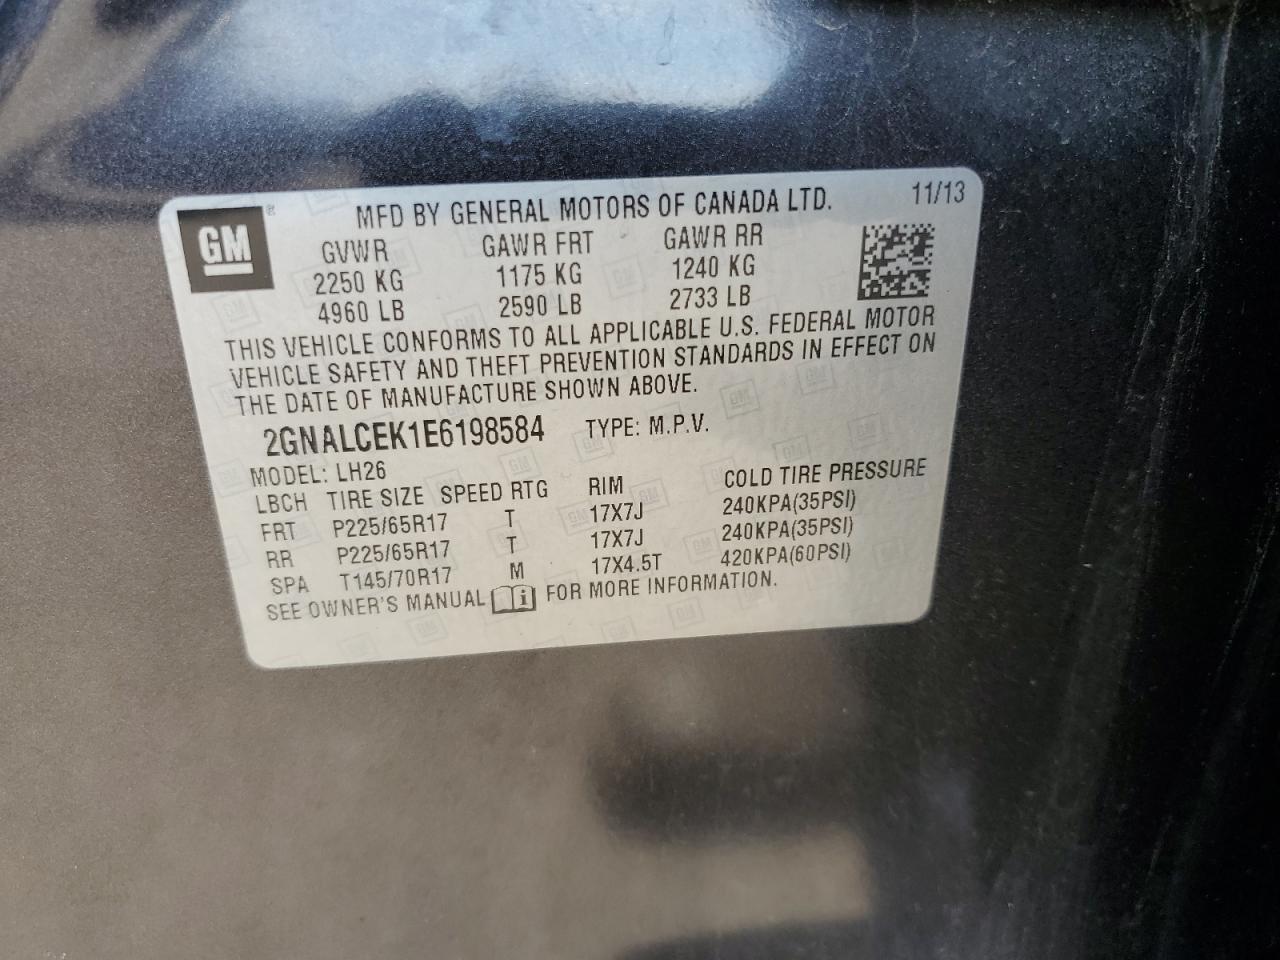 GM
MFD BY GENERAL MOTORS OF CANADA LTD. 11/13
GVWR GAWR FRT GAWR RR
2250 KG 1175 KG 1240 KG
4960 LB 2590 LB 2733 LB
THIS VEHICLE CONFORMS TO ALL APPLICABLE U.S. FEDERAL MOTOR
VEHICLE SAFETY AND THEFT PREVENTION STANDARDS IN EFFECT ON
THE DATE OF MANUFACTURE SHOWN ABOVE.
2GNALCEK1E6198584 TYPE: M.P.V.
MODEL: LH26
LBCH TIRE SIZE SPEED RTG RIM COLD TIRE PRESSURE
FRT P225/65R17 T 17X7J 240KPA(35PSI)
RR P225/65R17 T 17X7J 240KPA(35PSI)
SPA T145/70R17 M 17X4.5T 420KPA(60PSI)
SEE OWNER'S MANUAL i FOR MORE INFORMATION.